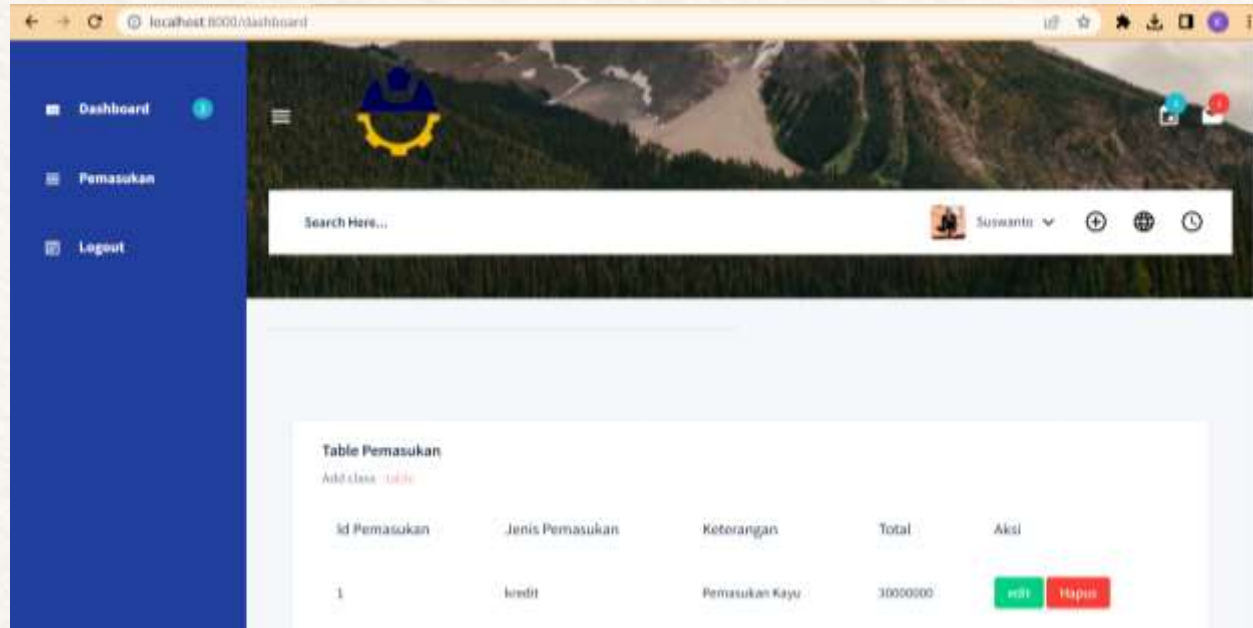 localhost:8000/dashboard
Dashboard
Pemasukan
Logout
Search Here...
Suswanto
Table Pemasukan
Add class table
Id Pemasukan Jenis Pemasukan Keterangan Total Aksi
1 kredit Pemasukan Kayu 30000000 edit Hapus